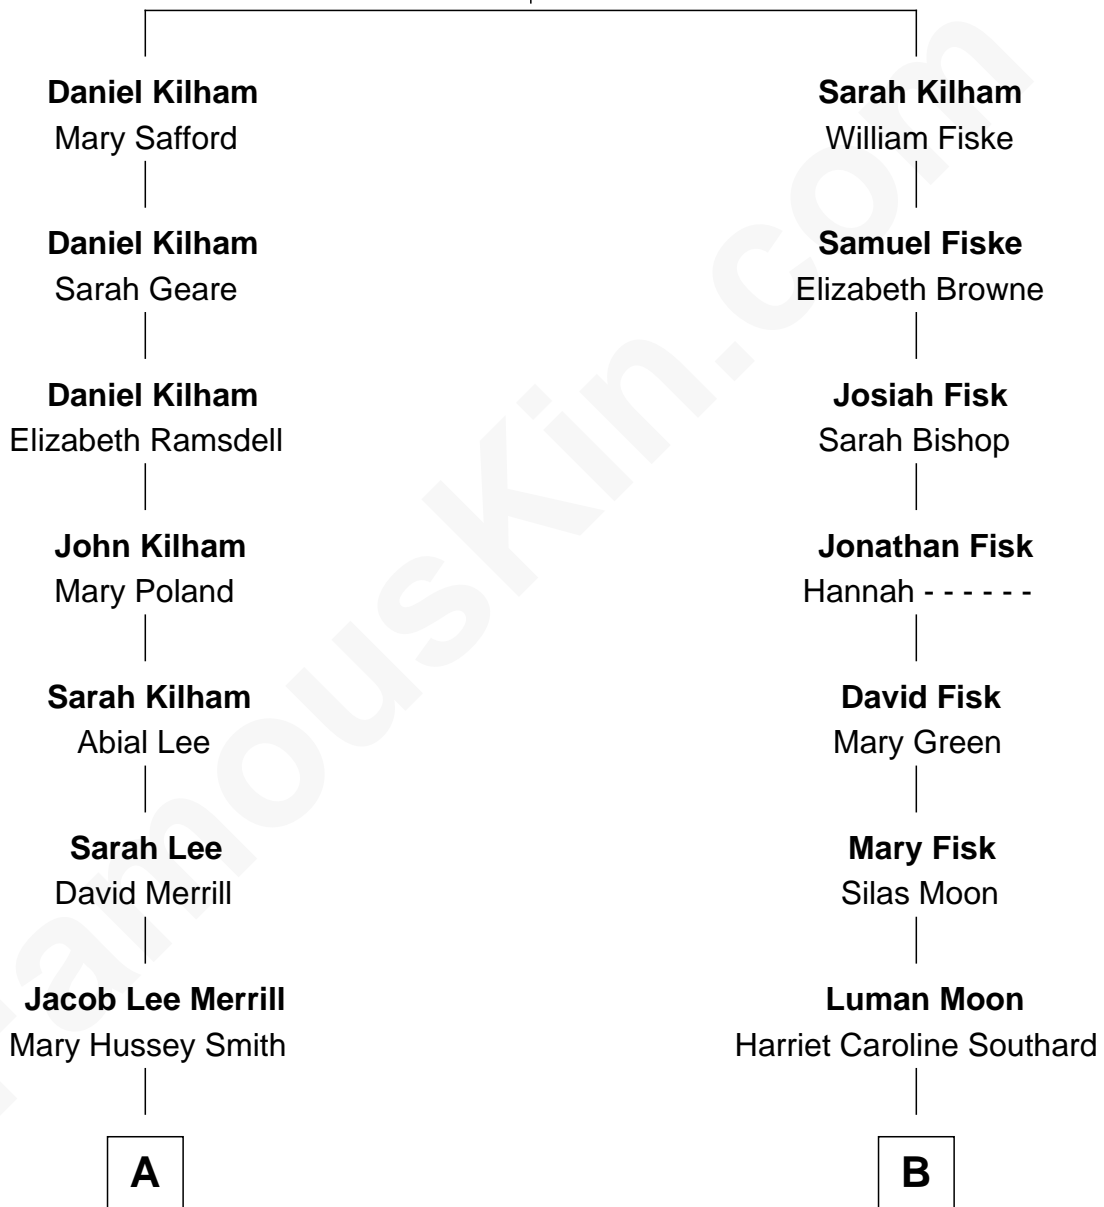 Daniel Kilham
Mary Safford
Daniel Kilham
Sarah Geare
Daniel Kilham
Elizabeth Ramsdell
John Kilham
Mary Poland
Sarah Kilham
Abial Lee
Sarah Lee
David Merrill
Jacob Lee Merrill
Mary Hussey Smith
A
Sarah Kilham
William Fiske
Samuel Fiske
Elizabeth Browne
Josiah Fisk
Sarah Bishop
Jonathan Fisk
Hannah - - - - - -
David Fisk
Mary Green
Mary Fisk
Silas Moon
Luman Moon
Harriet Caroline Southard
B
FamousKin.com